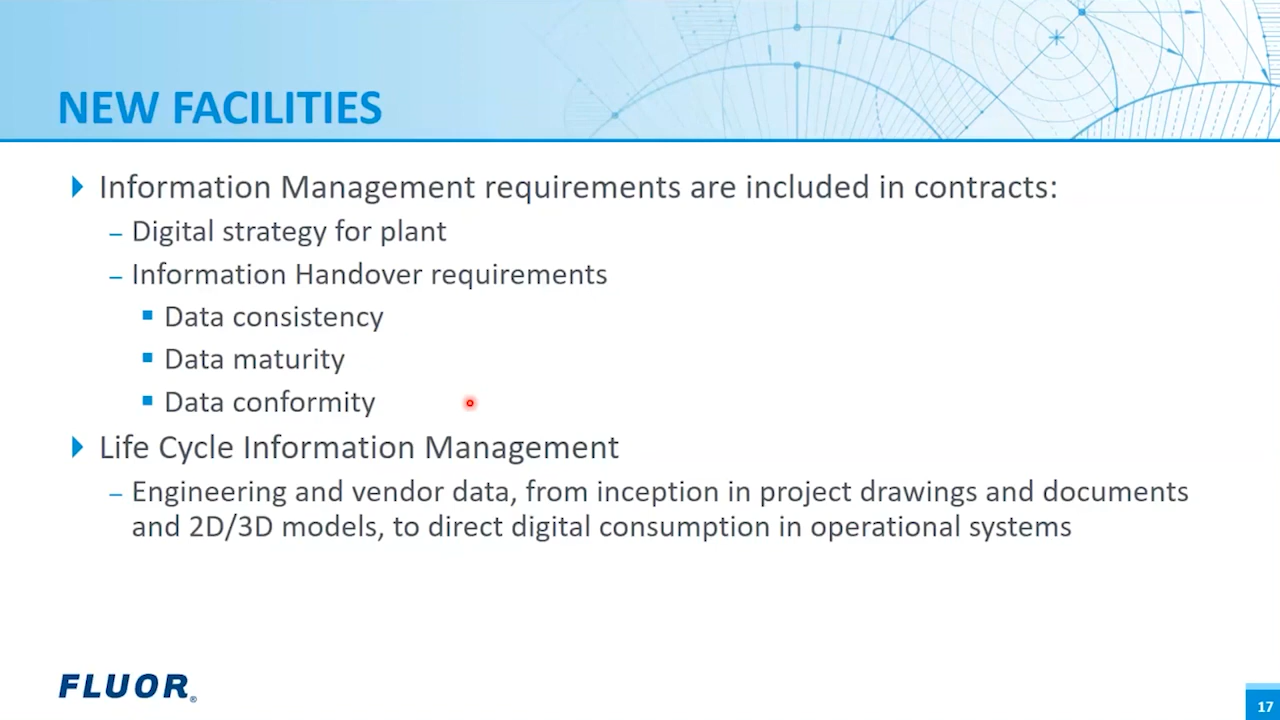 NEW FACILITIES
Information Management requirements are included in contracts:
– Digital strategy for plant
– Information Handover requirements
Data consistency
Data maturity
Data conformity
Life Cycle Information Management
– Engineering and vendor data, from inception in project drawings and documents
and 2D/3D models, to direct digital consumption in operational systems
FLUOR®
17